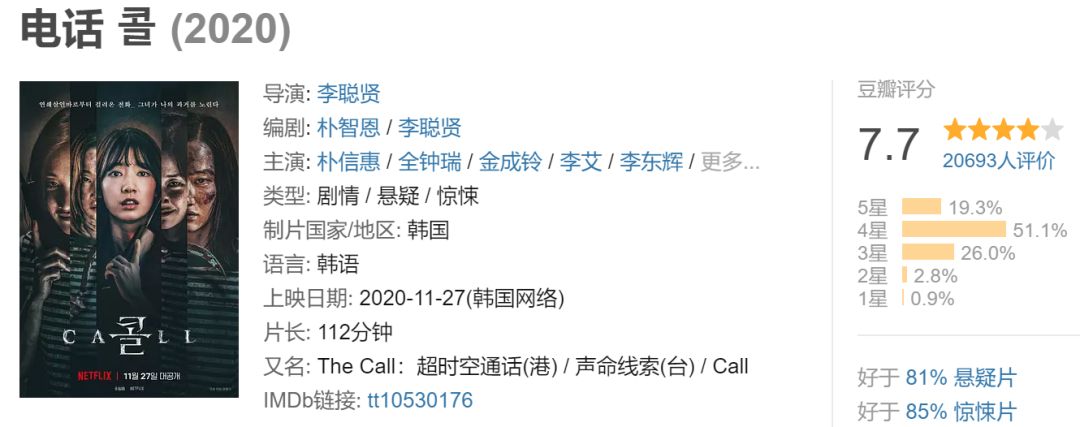 电话 콜 (2020)
연쇄살인마로부터 걸려온 전화_ 그녀가 나의 과거를 노린다
CALL
콜
NETFLIX | 11월 27일 대공개
导演: 李聪贤
编剧: 朴智恩 / 李聪贤
主演: 朴信惠 / 全钟瑞 / 金成铃 / 李艾 / 李东辉 / 更多...
类型: 剧情 / 悬疑 / 惊悚
制片国家/地区: 韩国
语言: 韩语
上映日期: 2020-11-27(韩国网络)
片长: 112分钟
又名: The Call：超时空通话(港) / 声命线索(台) / Call
IMDb链接: tt10530176
豆瓣评分
7.7
20693人评价
5星 19.3%
4星 51.1%
3星 26.0%
2星 2.8%
1星 0.9%
好于 81% 悬疑片
好于 85% 惊悚片